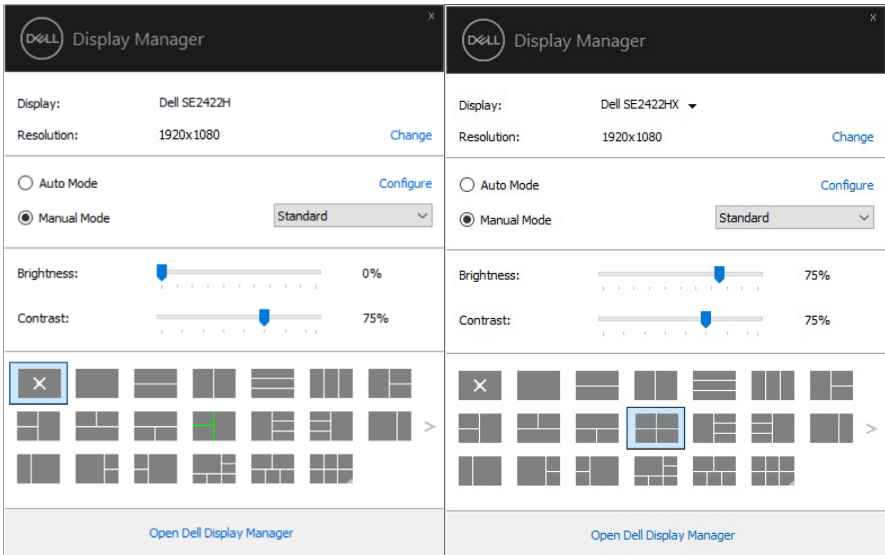 DELL Display Manager x
Display: Dell SE2422H
Resolution: 1920x1080 Change
Auto Mode Configure
Manual Mode Standard
Brightness: 0%
Contrast: 75%
>
Open Dell Display Manager
DELL Display Manager x
Display: Dell SE2422HX
Resolution: 1920x1080 Change
Auto Mode Configure
Manual Mode Standard
Brightness: 75%
Contrast: 75%
>
Open Dell Display Manager